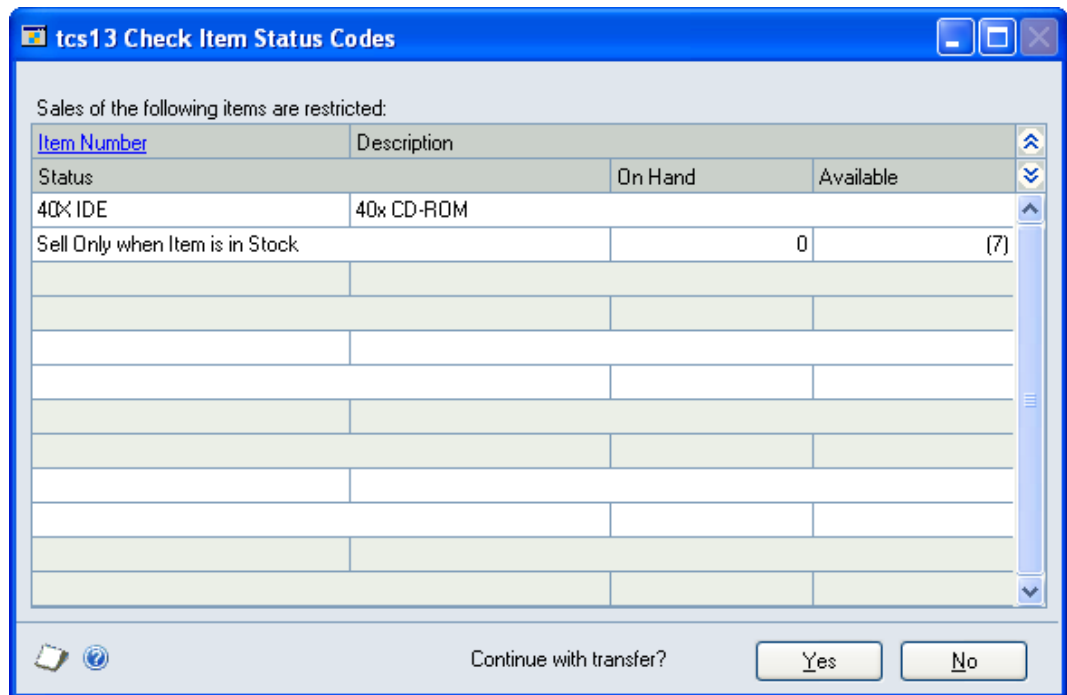 tcs13 Check Item Status Codes
Sales of the following items are restricted:
Item Number Description
Status On Hand Available
40X IDE 40x CD-ROM
Sell Only when Item is in Stock 0 (7)
Continue with transfer? Yes No